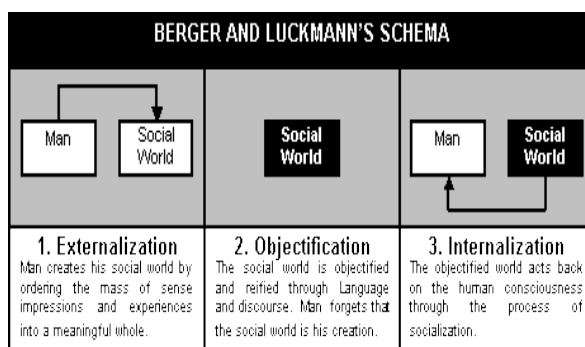 BERGER AND LUCKMANN'S SCHEMA
Man
Social
World
Social
World
Man
Social
World
1. Externalization
Man creates his social world by
ordering the mass of sense
impressions and experiences
into a meaningful whole.
2. Objectification
The social world is objectified
and reified through Language
and discourse. Man forgets that
the social world is his creation.
3. Internalization
The objectified world acts back
on the human consciousness
through the process of
socialization.